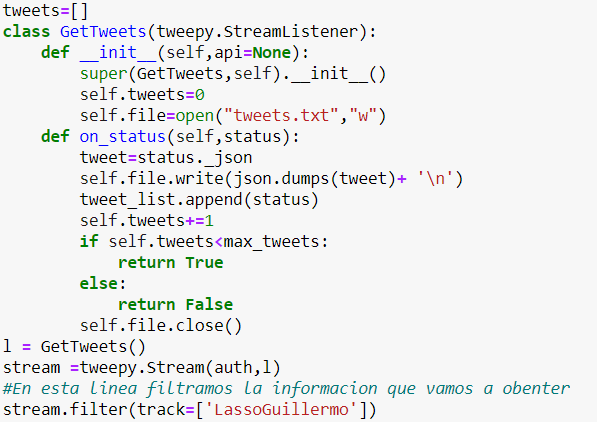 tweets=[]
class GetTweets(tweepy.StreamListener):
    def __init__(self,api=None):
        super(GetTweets,self).__init__()
        self.tweets=0
        self.file=open("tweets.txt","w")
    def on_status(self,status):
        tweet=status._json
        self.file.write(json.dumps(tweet)+ '\n')
        tweet_list.append(status)
        self.tweets+=1
        if self.tweets<max_tweets:
            return True
        else:
            return False
        self.file.close()
l = GetTweets()
stream =tweepy.Stream(auth,l)
#En esta linea filtramos la informacion que vamos a obenter
stream.filter(track=['LassoGuillermo'])